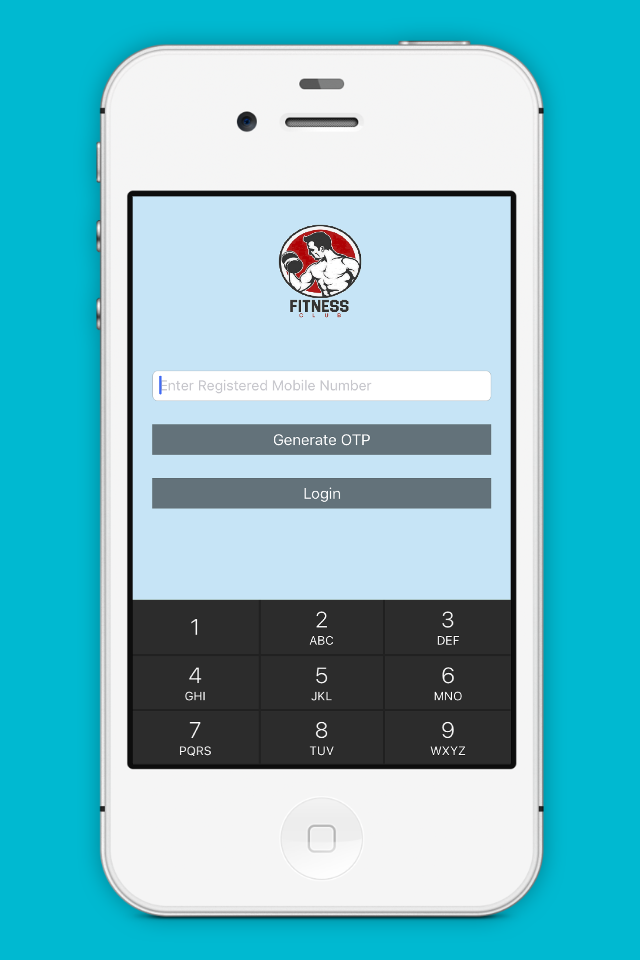 FITNESS
CLUB
Enter Registered Mobile Number
Generate OTP
Login
1
2
ABC
3
DEF
4
GHI
5
JKL
6
MNO
7
PQRS
8
TUV
9
WXYZ